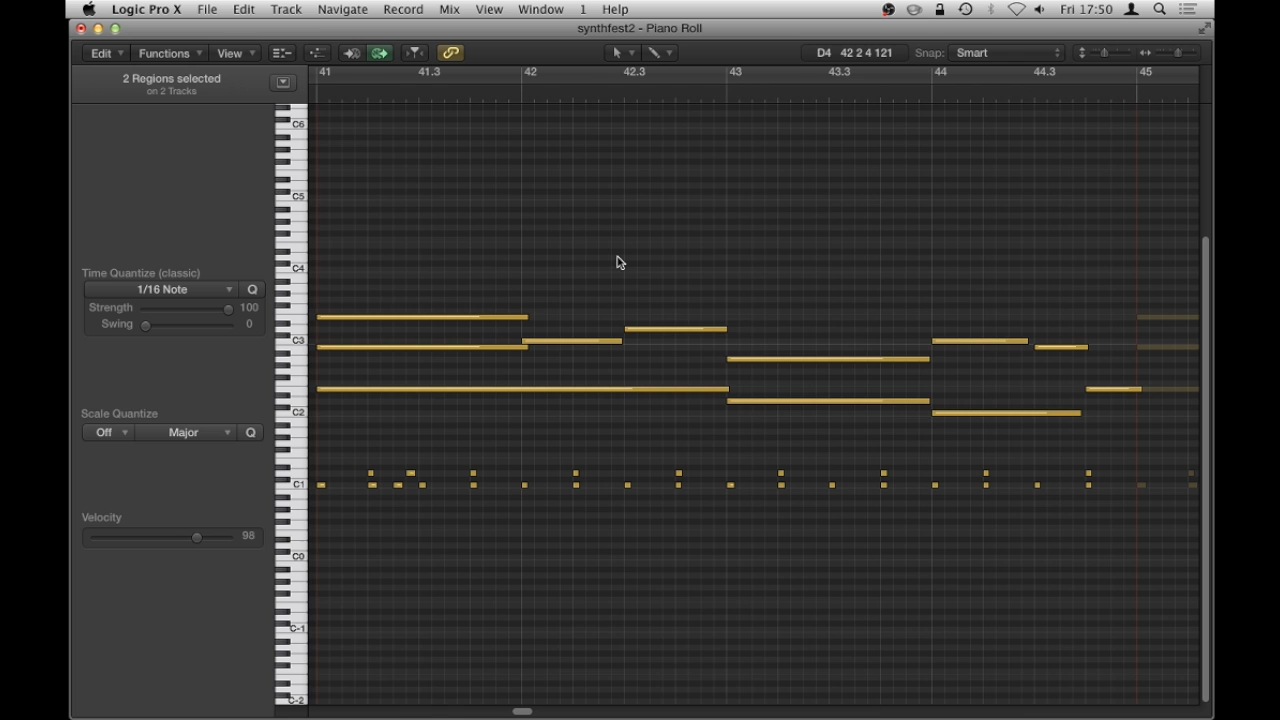 Logic Pro X File Edit Track Navigate Record Mix View Window 1 Help Fri 17:50
synthfest2 - Piano Roll
Edit Functions View D4 42 2 4 121 Snap: Smart
2 Regions selected
on 2 Tracks
41 41.3 42 42.3 43 43.3 44 44.3 45
C6
C5
C4
Time Quantize (classic)
1/16 Note Q
Strength 100
Swing 0
C3
C2
Scale Quantize
Off Major Q
C1
Velocity
98
C0
C-1
C-2